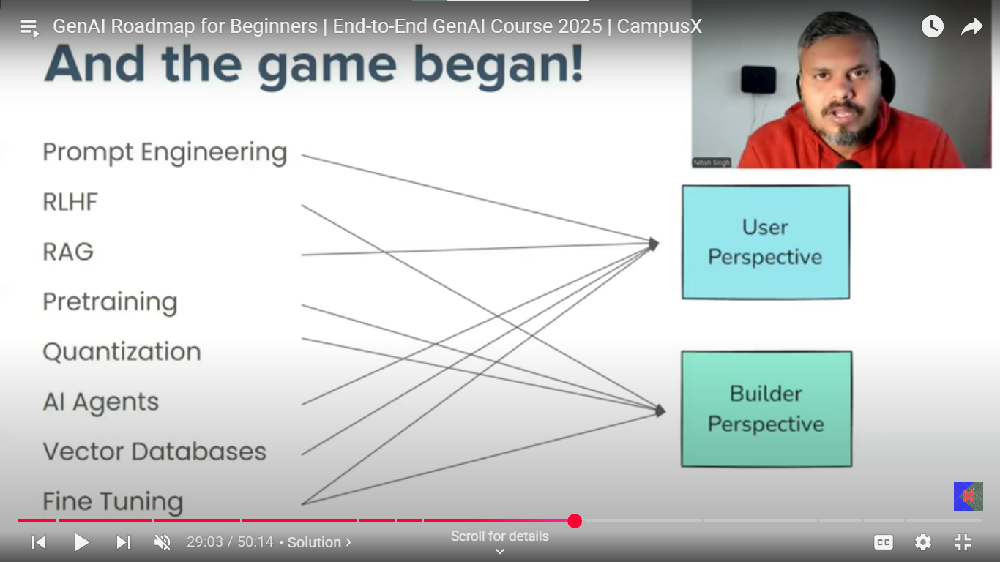 GenAI Roadmap for Beginners | End-to-End GenAI Course 2025 | CampusX
And the game began!
Nitish Singh
Prompt Engineering
RLHF
RAG
Pretraining
Quantization
AI Agents
Vector Databases
Fine Tuning
User
Perspective
Builder
Perspective
29:03 / 50:14 • Solution >
Scroll for details
CC